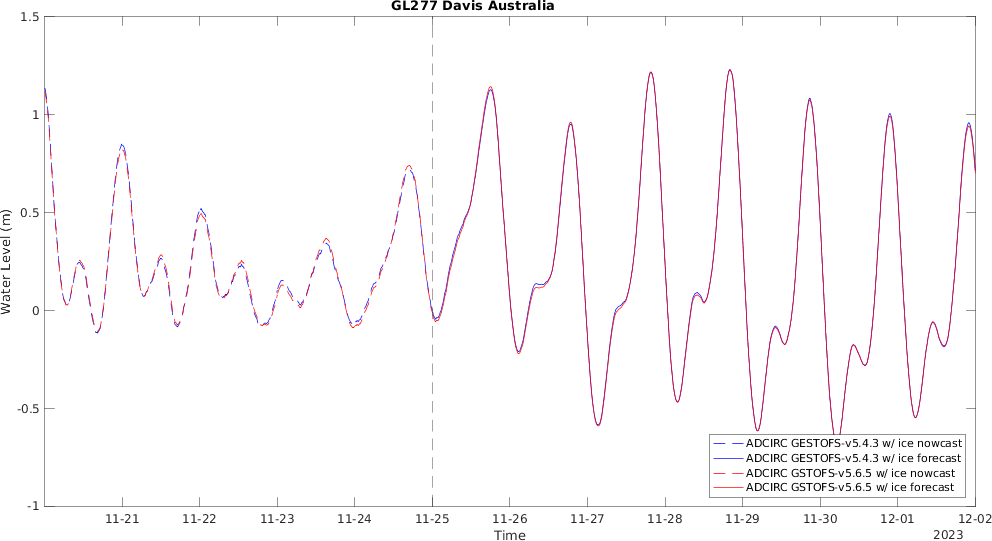 GL277 Davis Australia
Water Level (m)
1.5
1
0.5
0
-0.5
-1
ADCIRC GESTOFS-v5.4.3 w/ ice nowcast
ADCIRC GESTOFS-v5.4.3 w/ ice forecast
ADCIRC GSTOFS-v5.6.5 w/ ice nowcast
ADCIRC GSTOFS-v5.6.5 w/ ice forecast
11-21 11-22 11-23 11-24 11-25 11-26 11-27 11-28 11-29 11-30 12-01 12-02
Time
2023